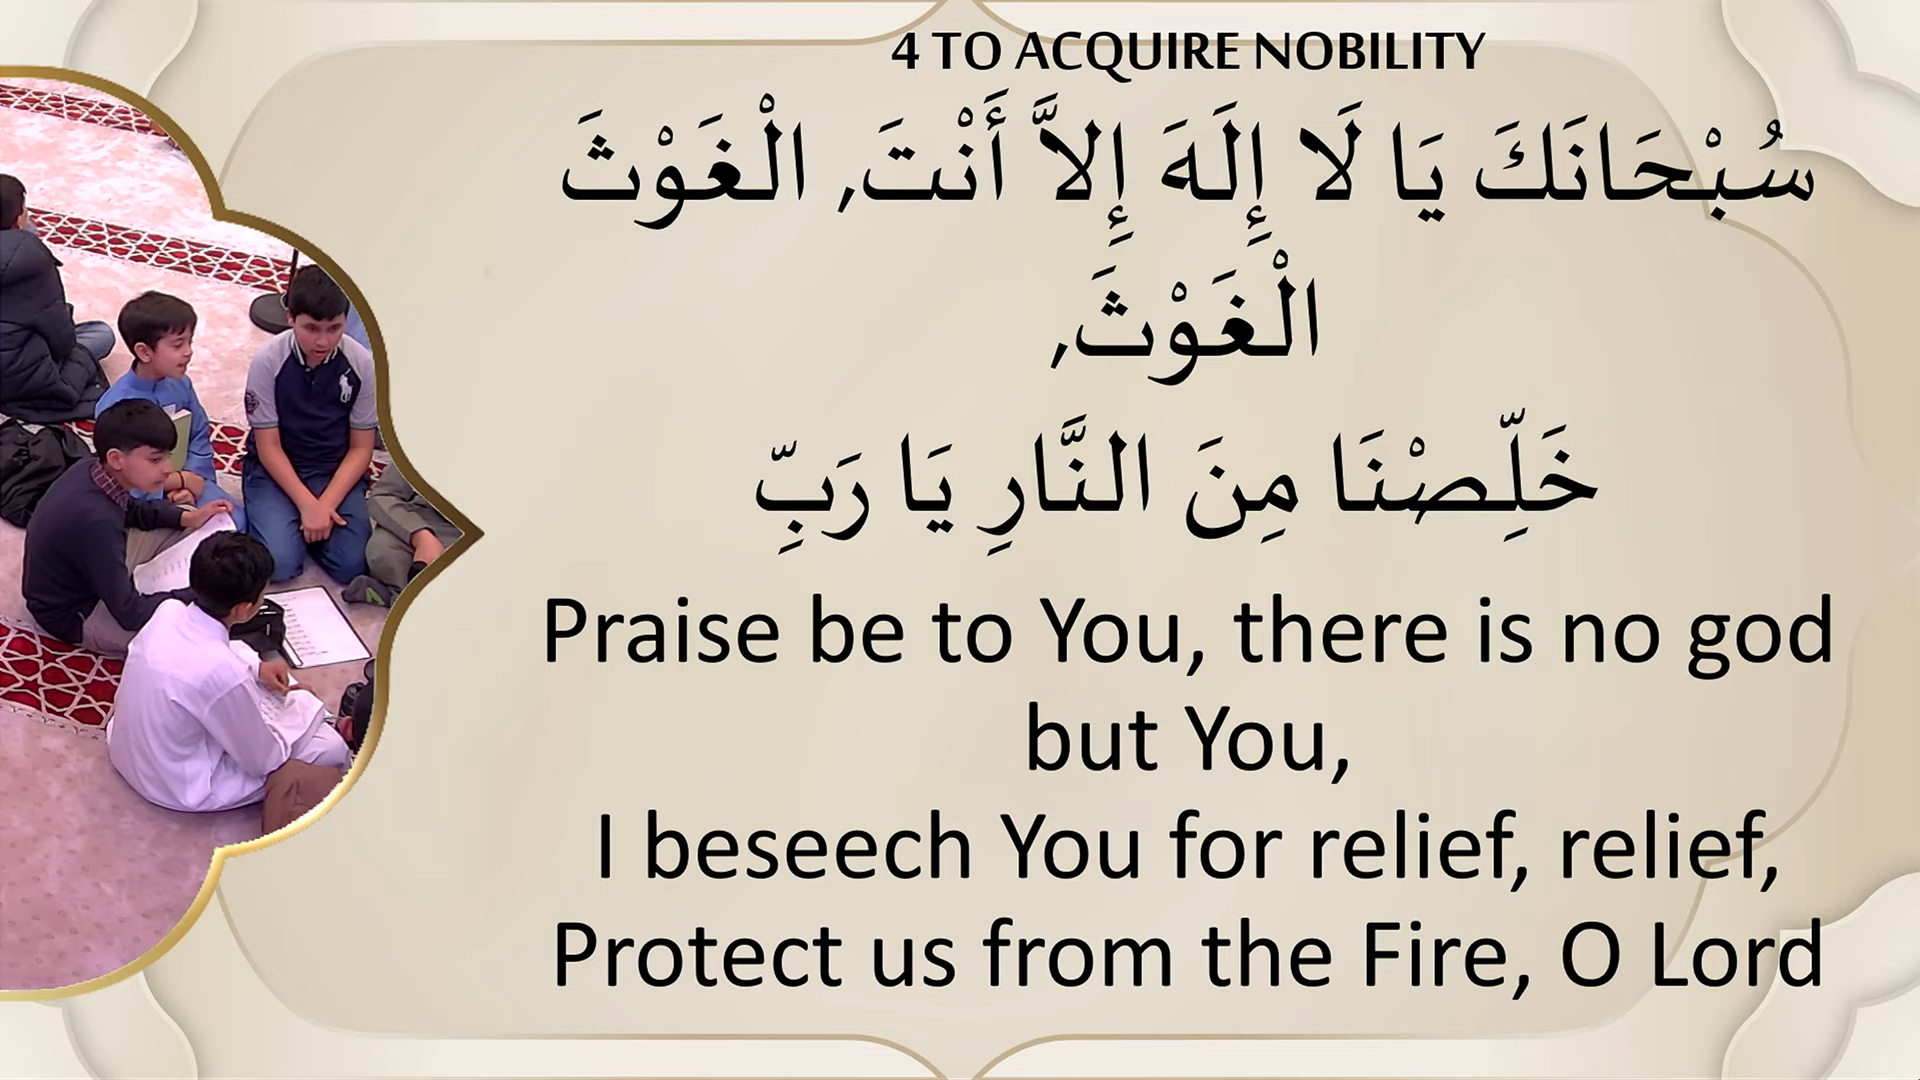 4 TO ACQUIRE NOBILITY
سُبْحَانَكَ يَا لَا إِلَهَ إِلاَّ أَنْتَ, الْغَوْثَ
الْغَوْثَ,
خَلِّصْنَا مِنَ النَّارِ يَا رَبِّ
Praise be to You, there is no god
but You,
I beseech You for relief, relief,
Protect us from the Fire, O Lord